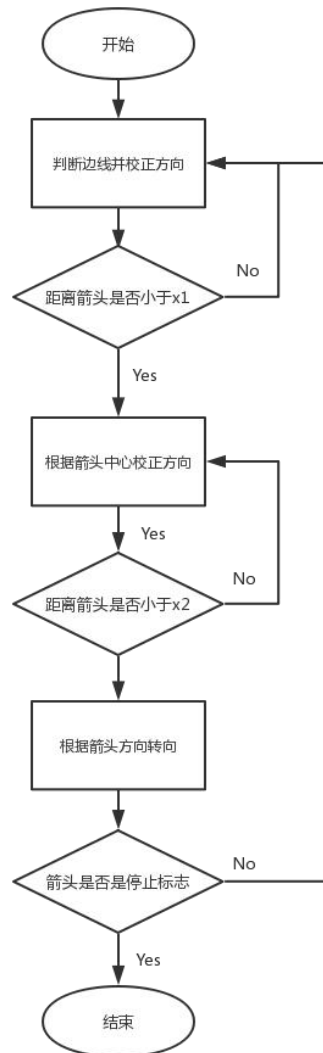 开始
判断边线并校正方向
No
距离箭头是否小于x1
Yes
根据箭头中心校正方向
Yes
No
距离箭头是否小于x2
根据箭头方向转向
No
箭头是否是停止标志
Yes
结束